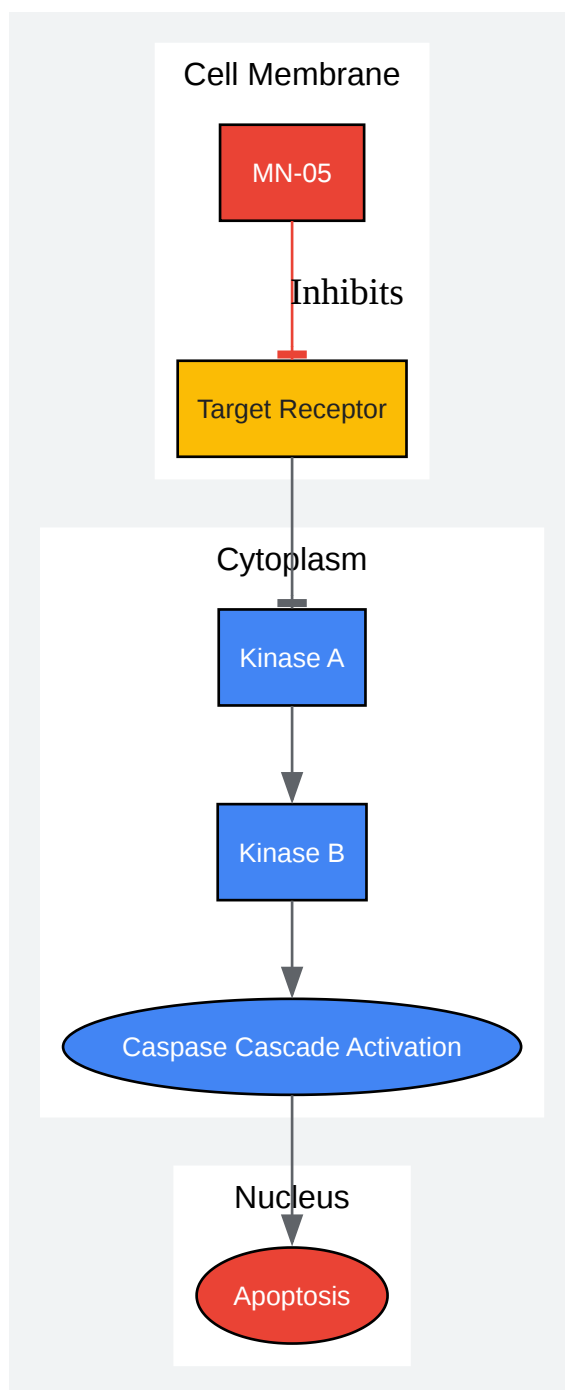 Cell Membrane
MN-05
Inhibits
Target Receptor
Cytoplasm
Kinase A
Kinase B
Caspase Cascade Activation
Nucleus
Apoptosis